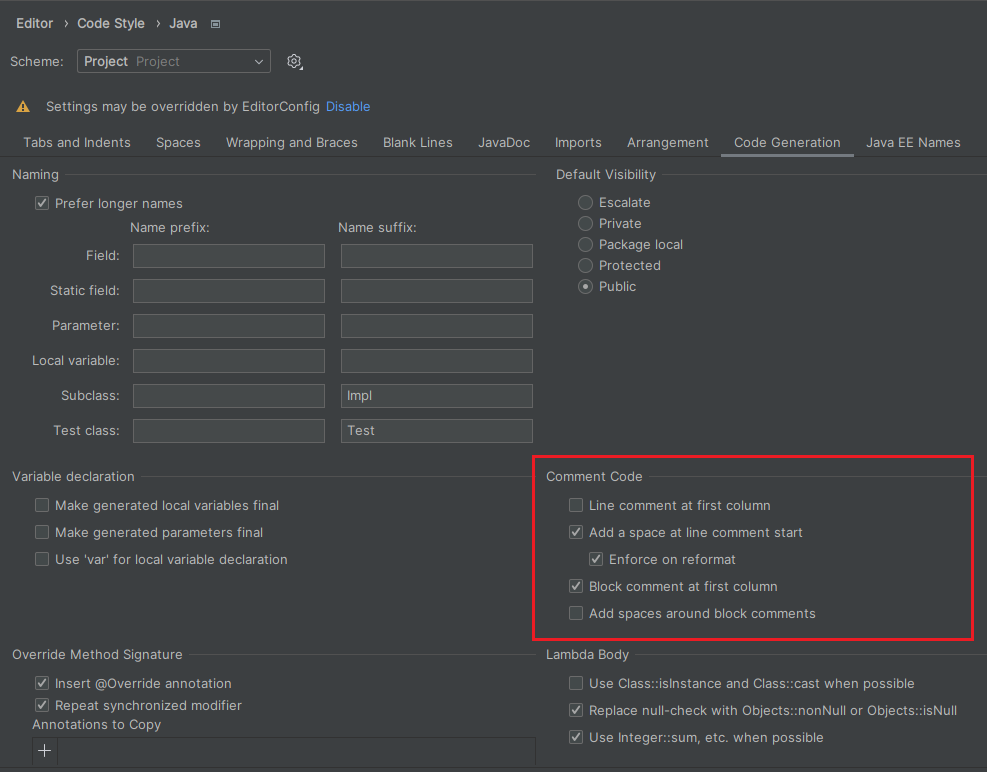 Editor › Code Style › Java
Scheme: Project Project
Settings may be overridden by EditorConfig Disable
Tabs and Indents Spaces Wrapping and Braces Blank Lines JavaDoc Imports Arrangement Code Generation Java EE Names
Naming
Prefer longer names
Name prefix: Name suffix:
Field:
Static field:
Parameter:
Local variable:
Subclass: Impl
Test class: Test
Default Visibility
Escalate
Private
Package local
Protected
Public
Variable declaration
Make generated local variables final
Make generated parameters final
Use 'var' for local variable declaration
Comment Code
Line comment at first column
Add a space at line comment start
Enforce on reformat
Block comment at first column
Add spaces around block comments
Override Method Signature
Insert @Override annotation
Repeat synchronized modifier
Annotations to Copy
Lambda Body
Use Class::isInstance and Class::cast when possible
Replace null-check with Objects::nonNull or Objects::isNull
Use Integer::sum, etc. when possible